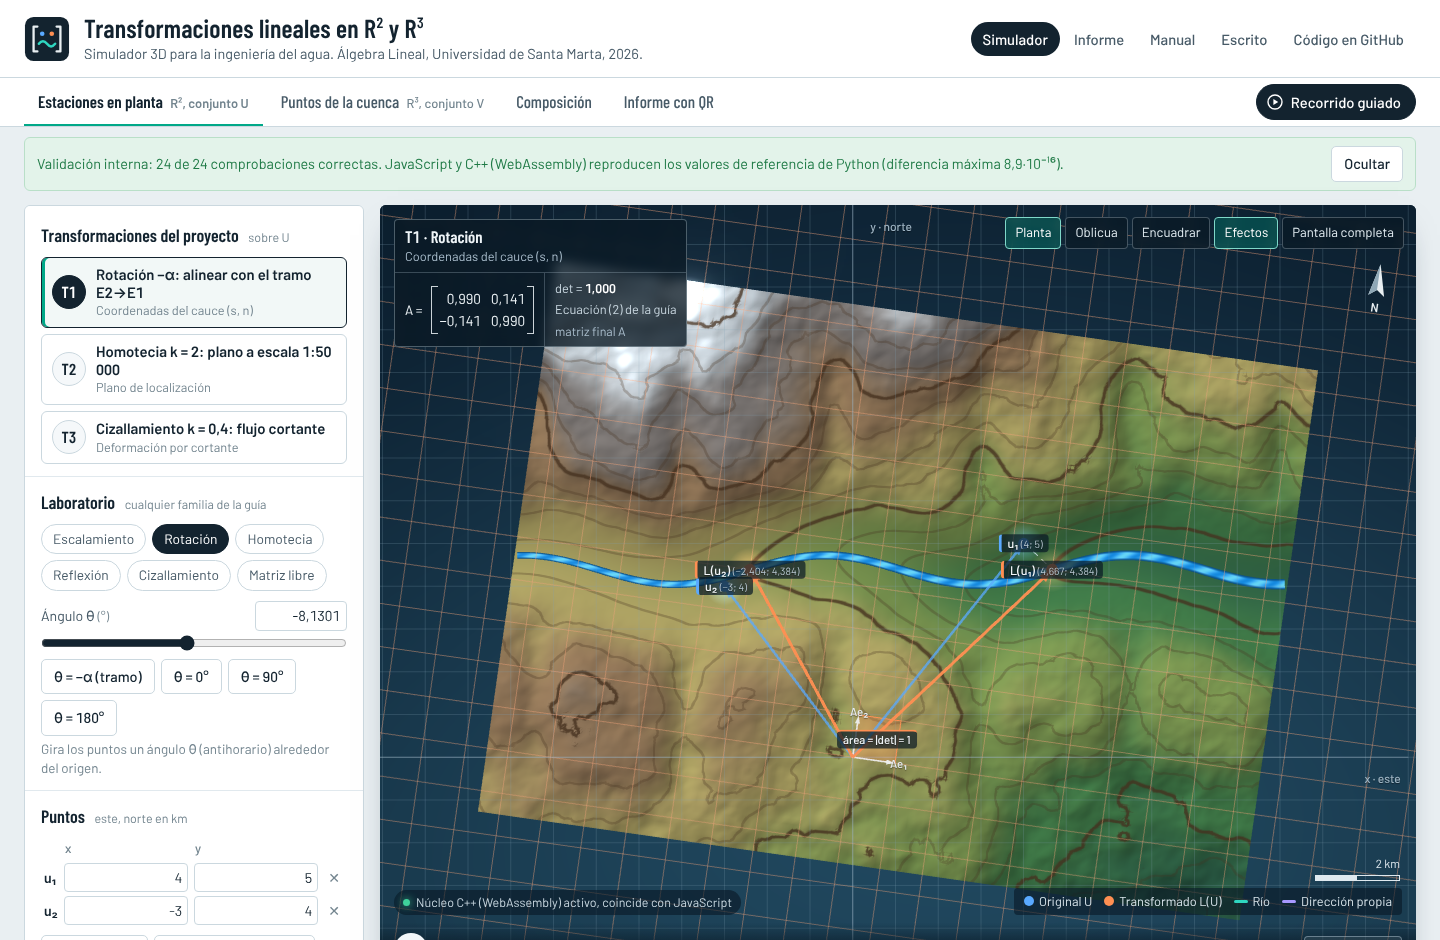 Transformaciones lineales en R² y R³
Simulador 3D para la ingeniería del agua. Álgebra Lineal, Universidad de Santa Marta, 2026.
Simulador
Informe
Manual
Escrito
Código en GitHub
Estaciones en planta R², conjunto U
Puntos de la cuenca R³, conjunto V
Composición
Informe con QR
Recorrido guiado
Validación interna: 24 de 24 comprobaciones correctas. JavaScript y C++ (WebAssembly) reproducen los valores de referencia de Python (diferencia máxima 8,9·10⁻¹⁶).
Ocultar
Transformaciones del proyecto sobre U
T1
Rotación −α: alinear con el tramo
E2→E1
Coordenadas del cauce (s, n)
T2
Homotecia k = 2: plano a escala 1:50
000
Plano de localización
T3
Cizallamiento k = 0,4: flujo cortante
Deformación por cortante
Laboratorio cualquier familia de la guía
Escalamiento
Rotación
Homotecia
Reflexión
Cizallamiento
Matriz libre
Ángulo θ (°)
-8,1301
θ = −α (tramo)
θ = 0°
θ = 90°
θ = 180°
Gira los puntos un ángulo θ (antihorario) alrededor
del origen.
Puntos este, norte en km
x
y
u₁
4
5
×
u₂
-3
4
×
T1 · Rotación
Coordenadas del cauce (s, n)
A =
0,990 0,141
−0,141 0,990
det = 1,000
Ecuación (2) de la guía
matriz final A
y · norte
Planta
Oblicua
Encuadrar
Efectos
Pantalla completa
N
u₁ (4; 5)
L(u₂) (−2,404; 4,384)
L(u₁) (4,667; 4,384)
u₂ (−3; 4)
Ae₂
área = |det| = 1
Ae₁
x · este
2 km
Núcleo C++ (WebAssembly) activo, coincide con JavaScript
Original U
Transformado L(U)
Río
Dirección propia